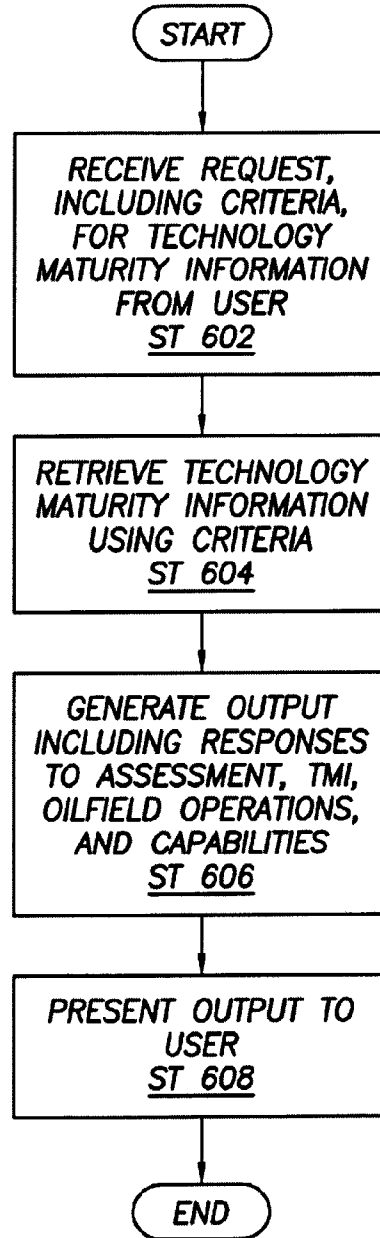 START
RECEIVE REQUEST,
INCLUDING CRITERIA,
FOR TECHNOLOGY
MATURITY INFORMATION
FROM USER
ST 602
RETRIEVE TECHNOLOGY
MATURITY INFORMATION
USING CRITERIA
ST 604
GENERATE OUTPUT
INCLUDING RESPONSES
TO ASSESSMENT, TMI,
OILFIELD OPERATIONS,
AND CAPABILITIES
ST 606
PRESENT OUTPUT TO
USER
ST 608
END